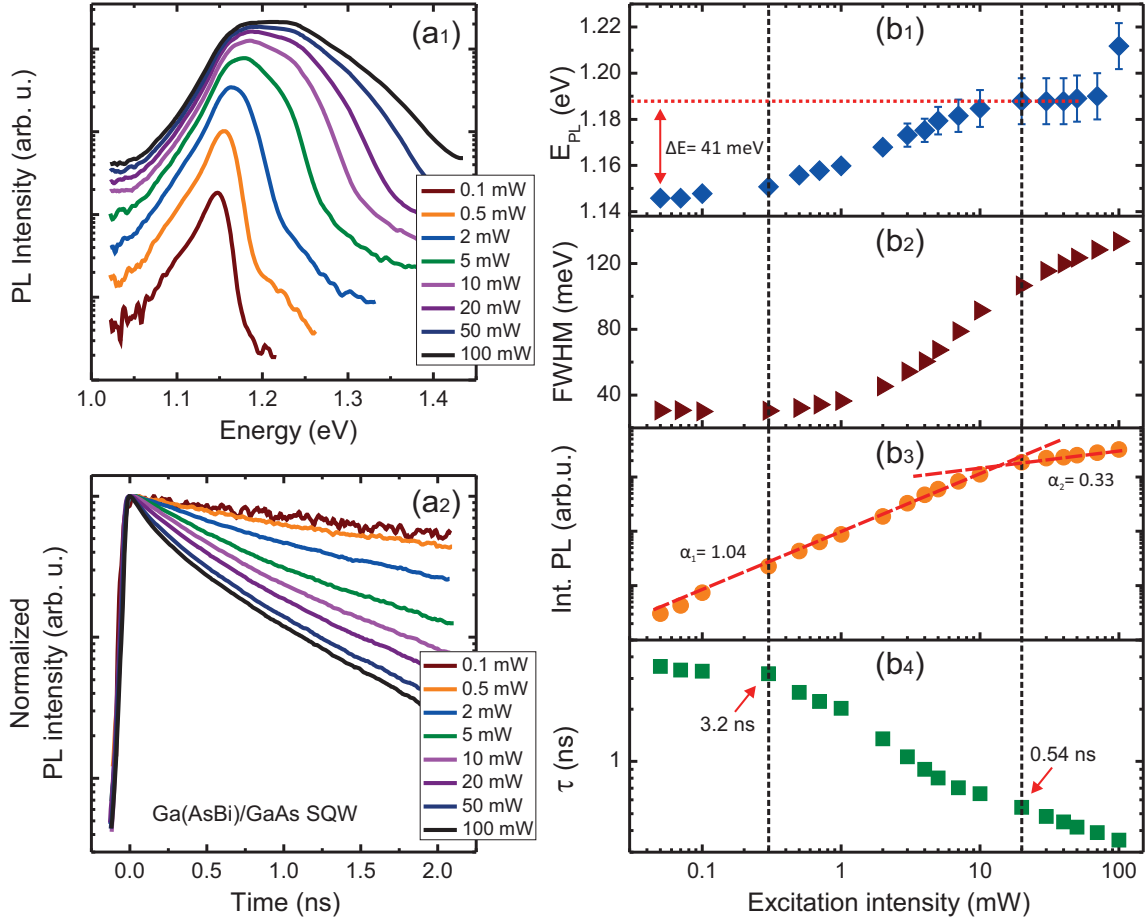 (a1)
PL Intensity (arb. u.)
0.1 mW
0.5 mW
2 mW
5 mW
10 mW
20 mW
50 mW
100 mW
1.0 1.1 1.2 1.3 1.4
Energy (eV)
(a2)
Normalized
PL intensity (arb. u.)
0.1 mW
0.5 mW
2 mW
5 mW
10 mW
20 mW
50 mW
100 mW
Ga(AsBi)/GaAs SQW
0.0 0.5 1.0 1.5 2.0
Time (ns)
(b1)
1.22
1.20
1.18
1.16
1.14
E_PL (eV)
ΔE= 41 meV
(b2)
120
80
40
FWHM (meV)
(b3)
Int. PL (arb.u.)
α₁= 1.04
α₂= 0.33
(b4)
1
τ (ns)
3.2 ns
0.54 ns
0.1 1 10 100
Excitation intensity (mW)